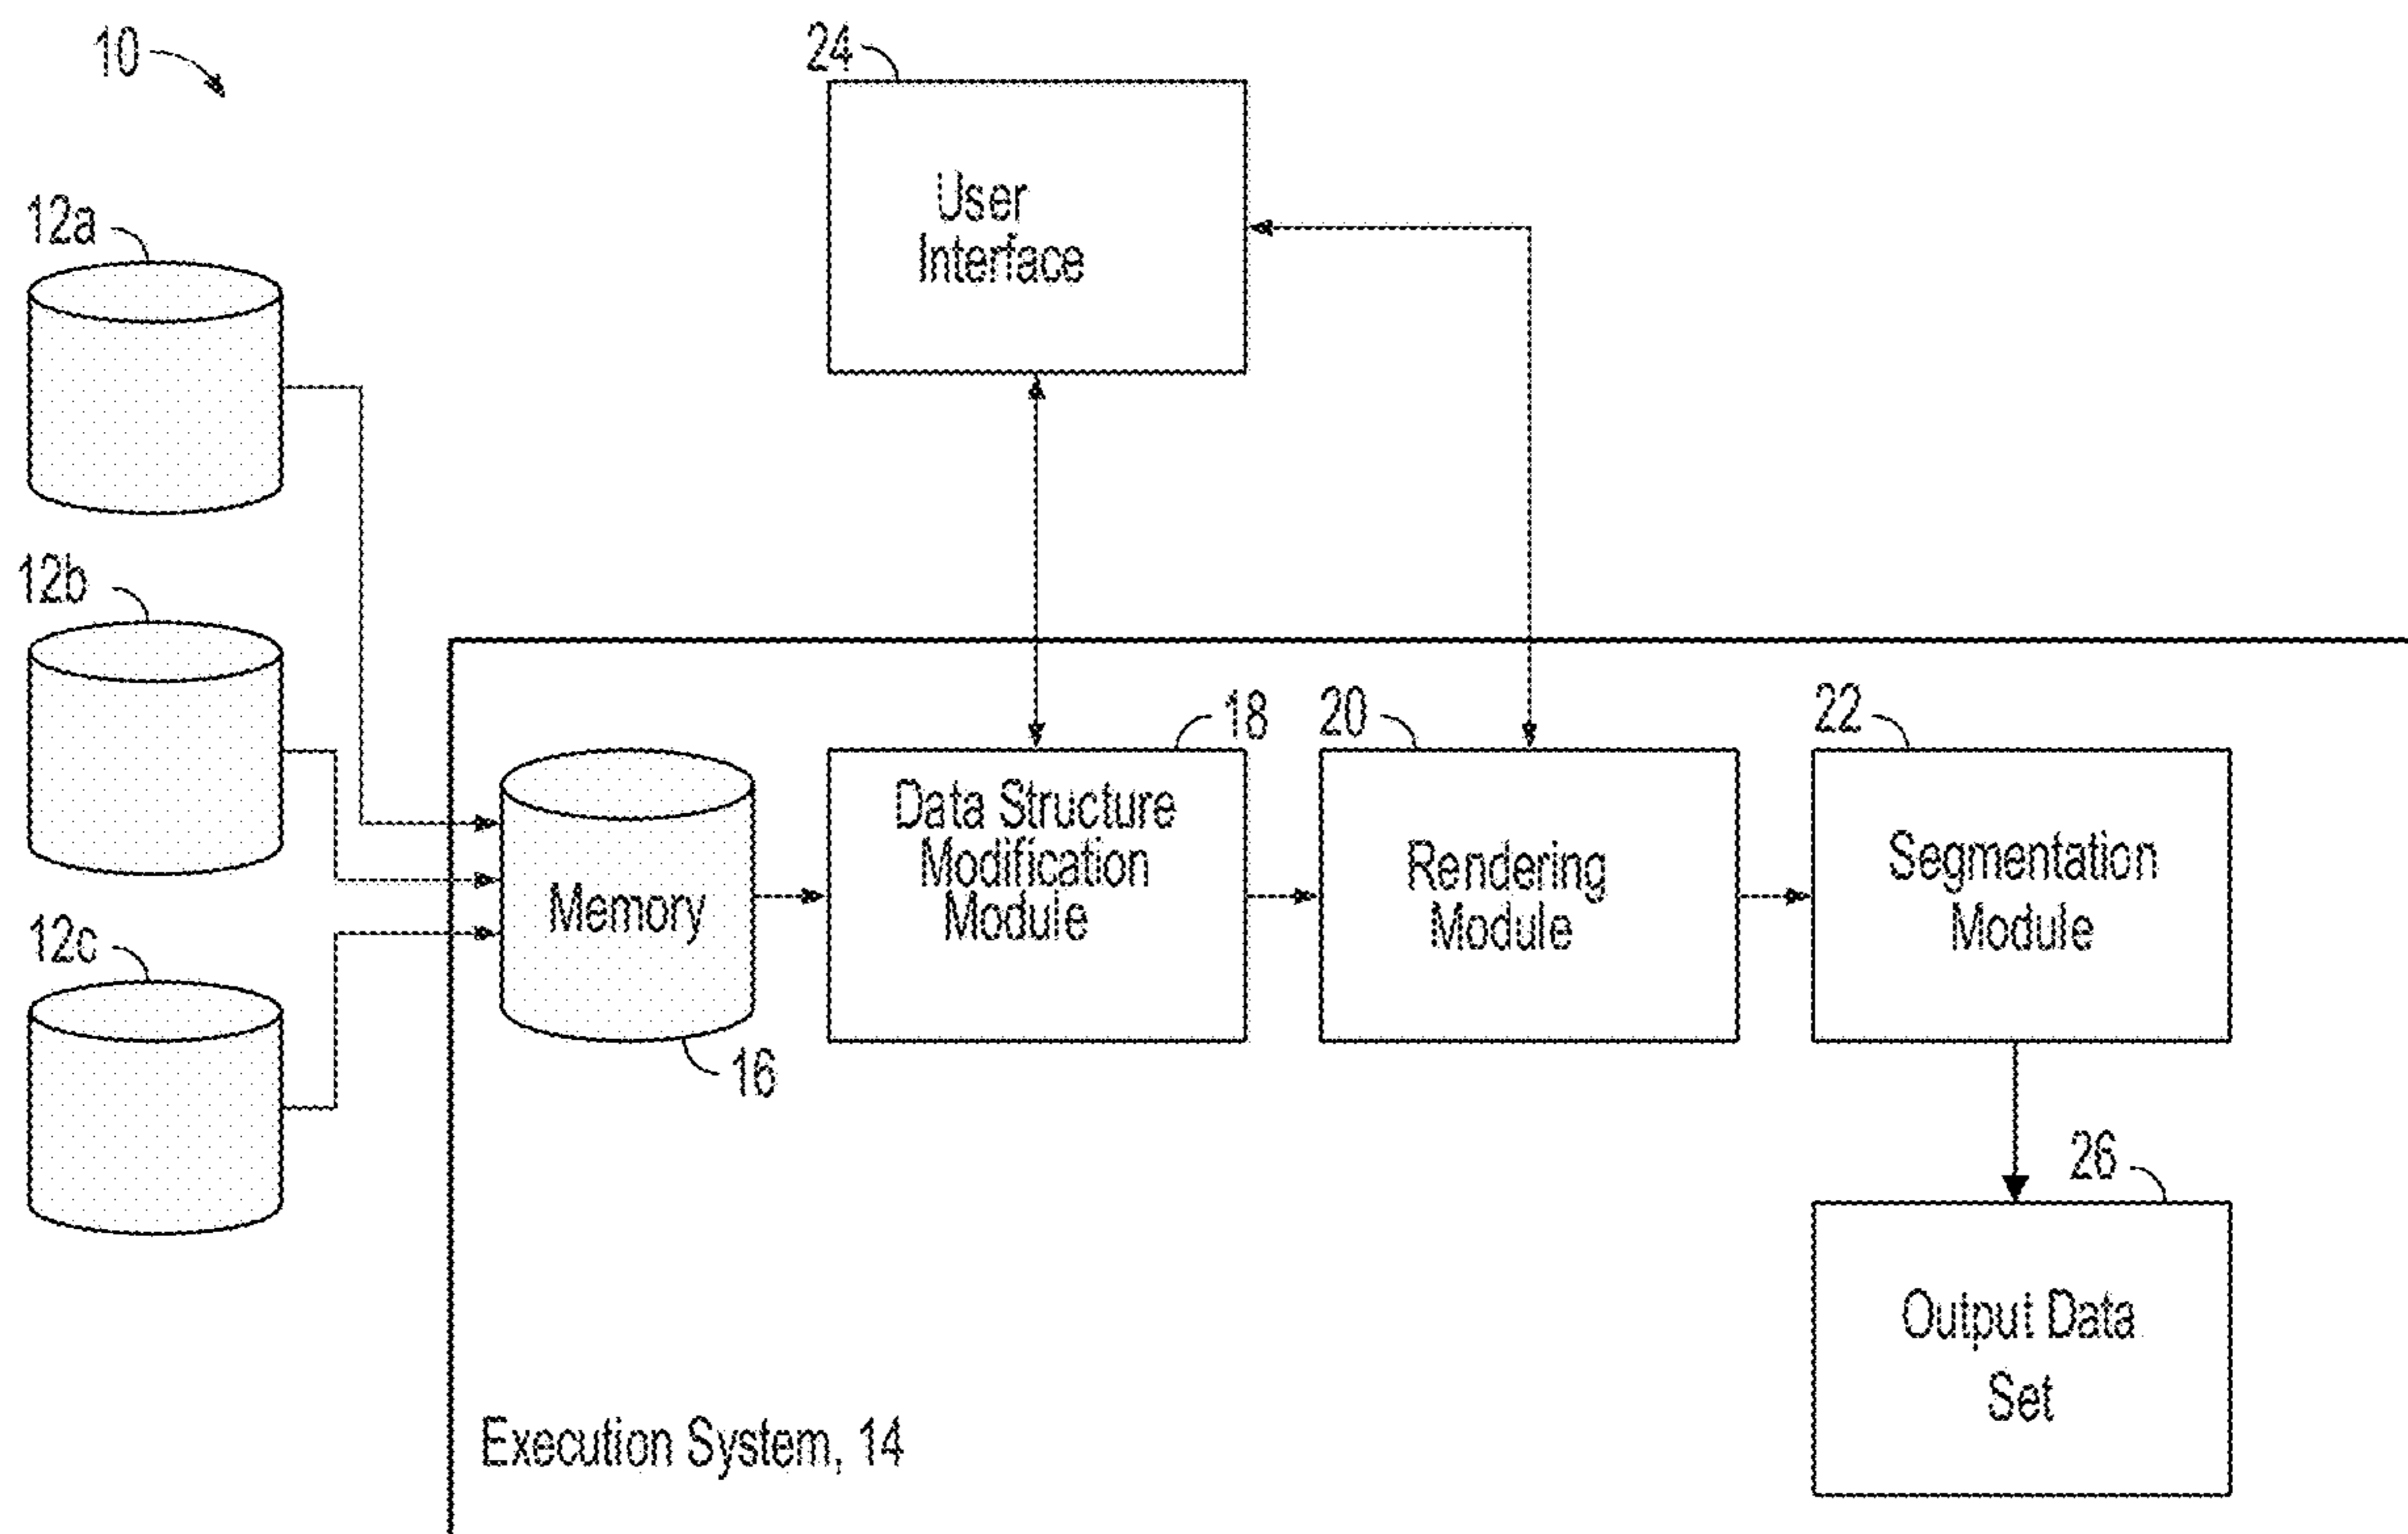 10
24
User
Interface
12a
12b
12c
18
20
22
Memory
16
Data Structure
Modification
Module
Rendering
Module
Segmentation
Module
26
Output Data
Set
Execution System, 14